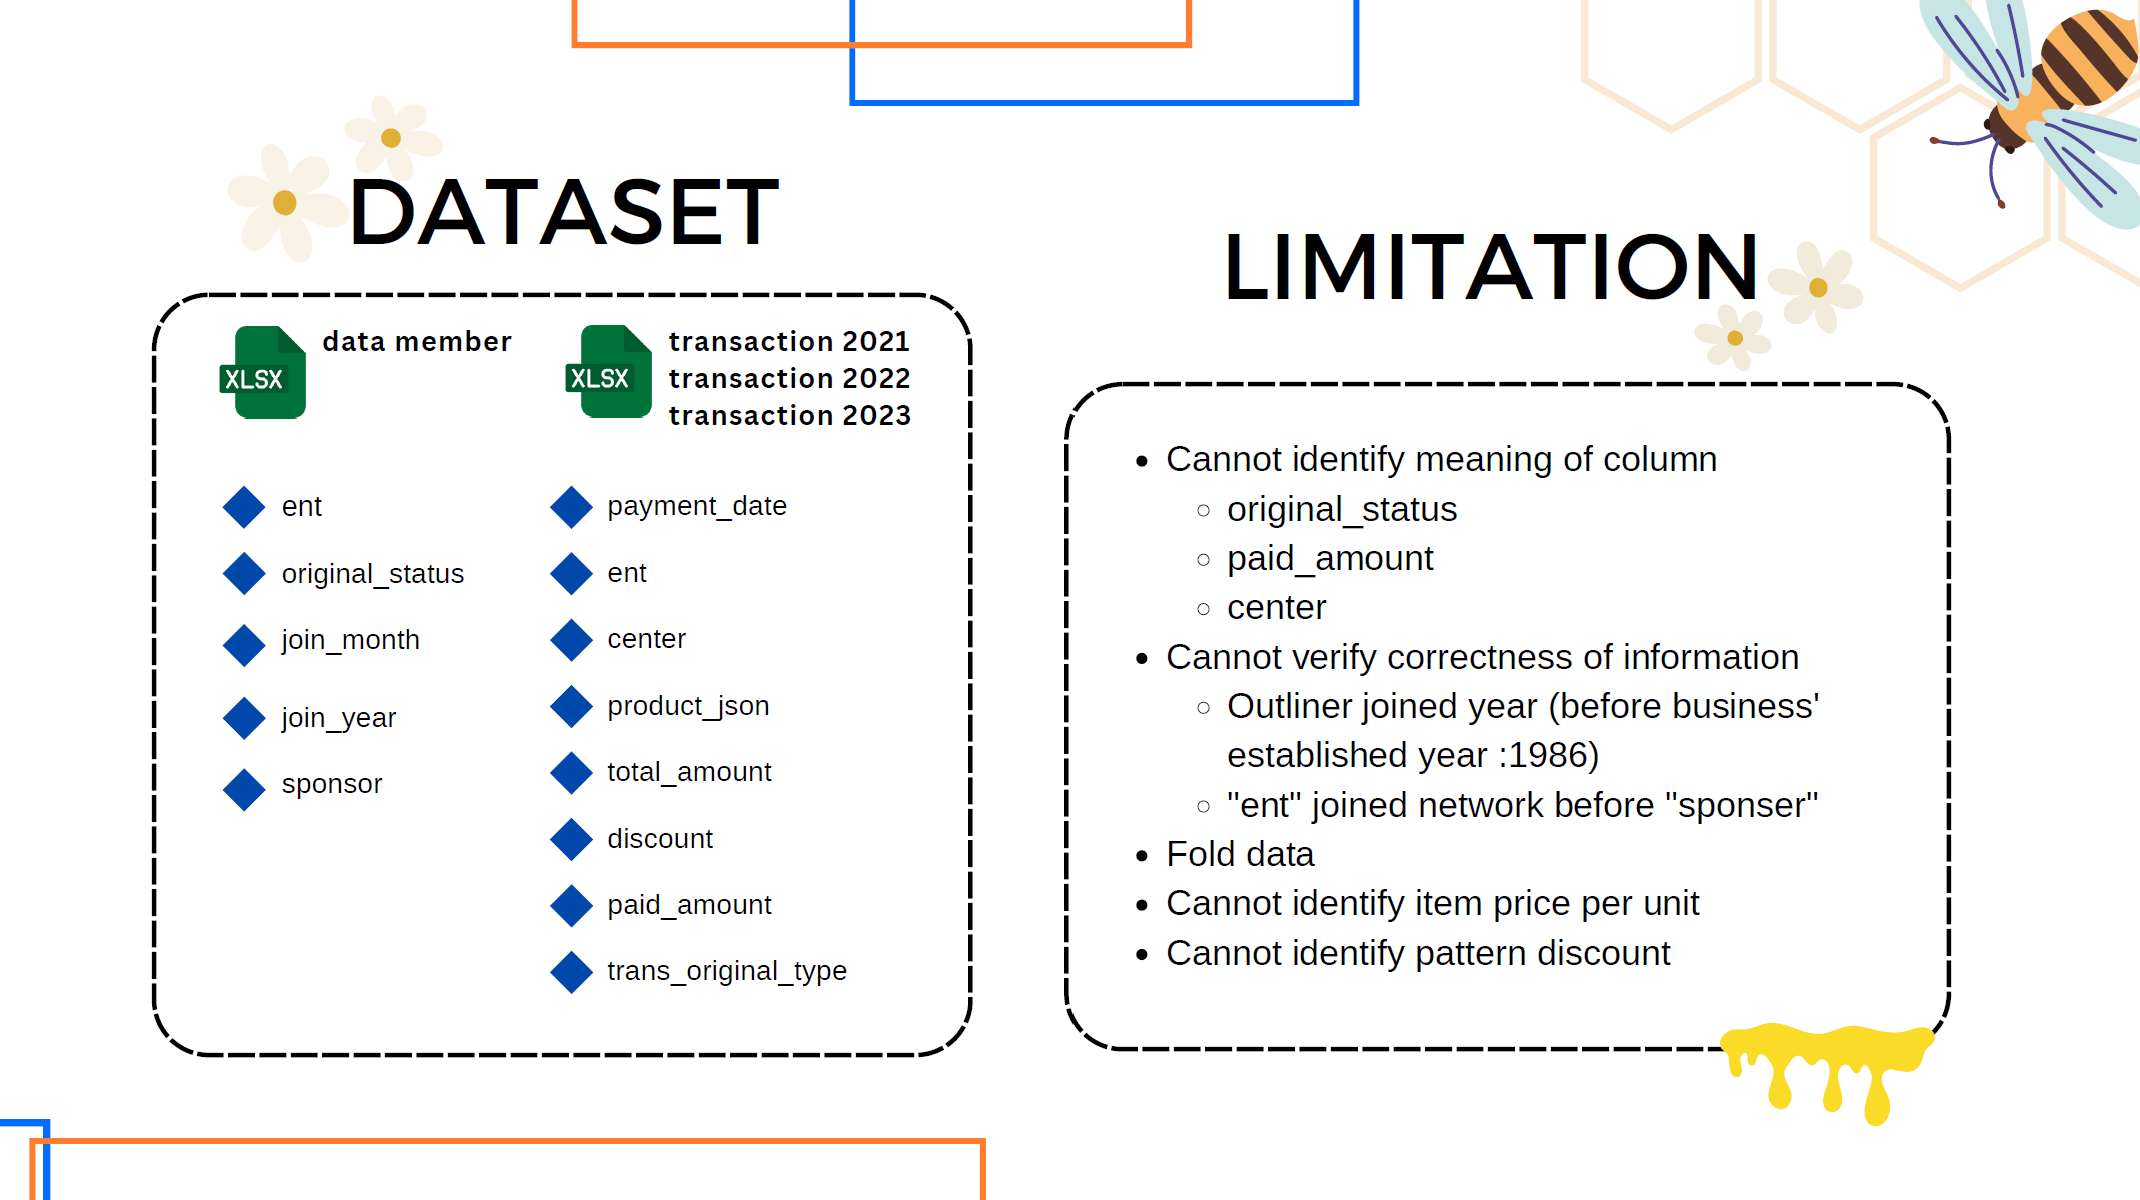 DATASET
XLSX
data member
XLSX
transaction 2021
transaction 2022
transaction 2023
ent
original_status
join_month
join_year
sponsor
payment_date
ent
center
product_json
total_amount
discount
paid_amount
trans_original_type
LIMITATION
• Cannot identify meaning of column
◦ original_status
◦ paid_amount
◦ center
• Cannot verify correctness of information
◦ Outliner joined year (before business'
established year :1986)
◦ "ent" joined network before "sponser"
• Fold data
• Cannot identify item price per unit
• Cannot identify pattern discount